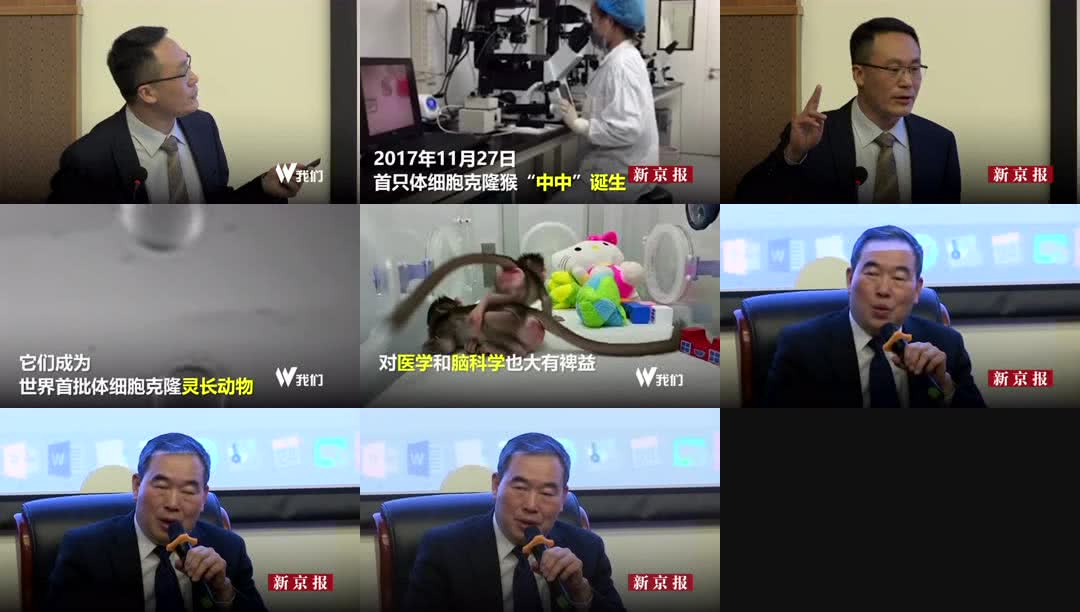 我们
2017年11月27日
首只体细胞克隆猴“中中”诞生
新京报
新京报
它们成为
世界首批体细胞克隆灵长动物
我们
对医学和脑科学也大有裨益
我们
新京报
新京报
新京报